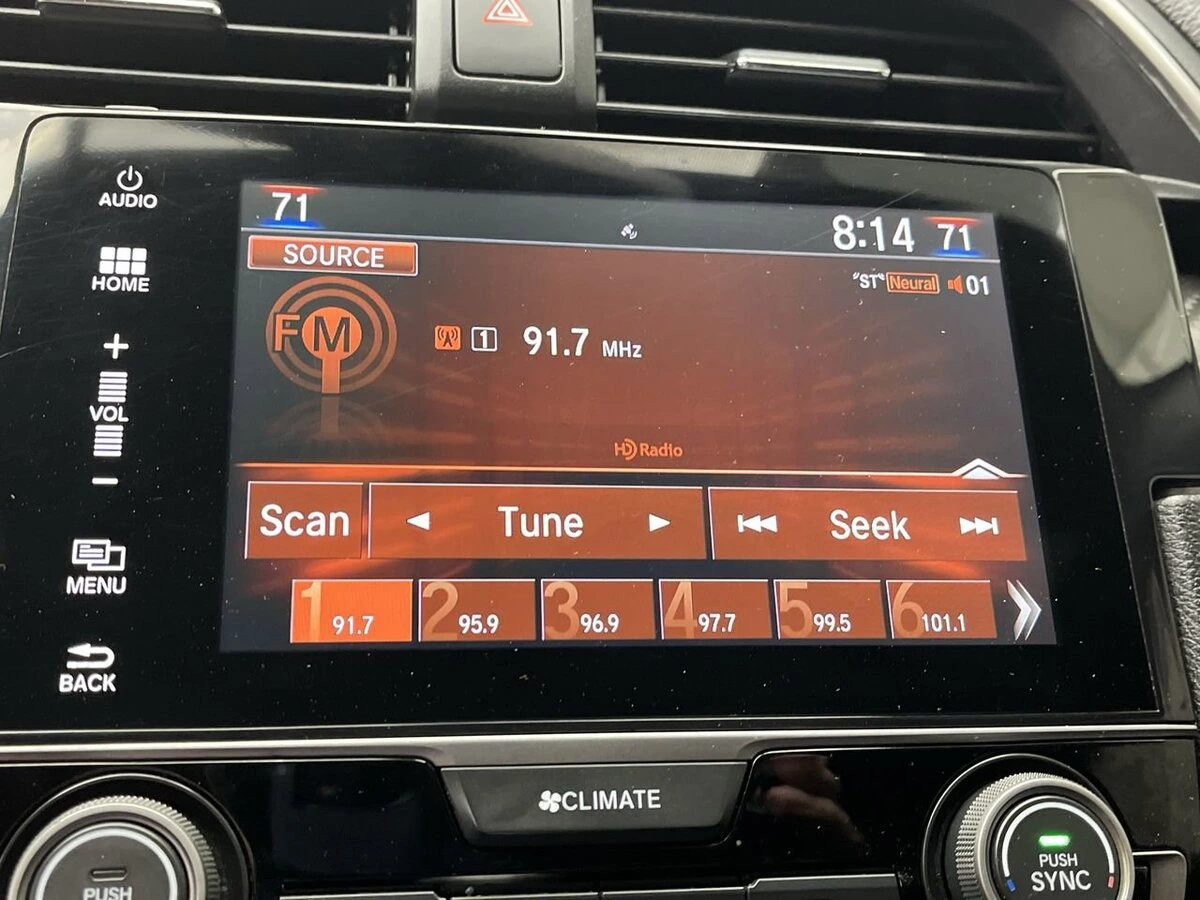 AUDIO
HOME
+
VOL
−
MENU
BACK
71
8:14 71
SOURCE
"ST" Neural 01
FM
1 91.7 MHz
HD Radio
Scan Tune Seek
1 91.7 2 95.9 3 96.9 4 97.7 5 99.5 6 101.1
CLIMATE
PUSH
PUSH
SYNC